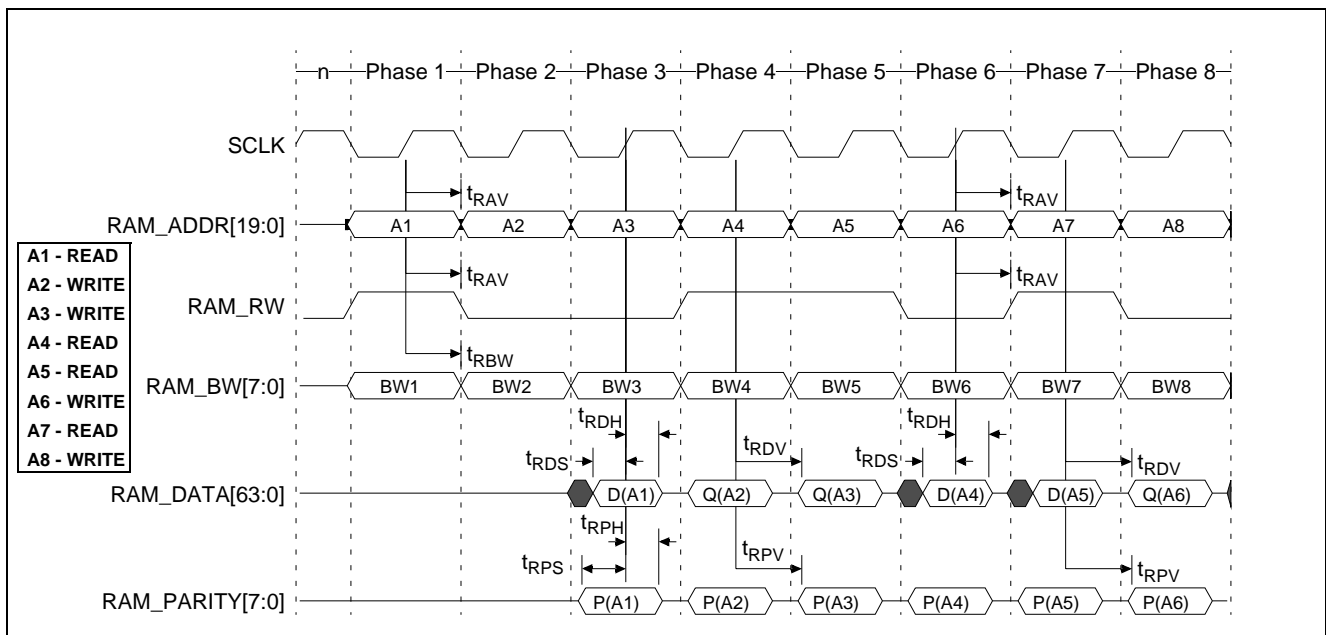 n Phase 1 Phase 2 Phase 3 Phase 4 Phase 5 Phase 6 Phase 7 Phase 8
SCLK
tRAV tRAV
RAM_ADDR[19:0] A1 A2 A3 A4 A5 A6 A7 A8
A1 - READ
A2 - WRITE
A3 - WRITE
A4 - READ
A5 - READ
A6 - WRITE
A7 - READ
A8 - WRITE
tRAV tRAV
RAM_RW
tRBW
RAM_BW[7:0] BW1 BW2 BW3 BW4 BW5 BW6 BW7 BW8
tRDH tRDH
tRDS tRDV tRDS tRDV
RAM_DATA[63:0] D(A1) Q(A2) Q(A3) D(A4) D(A5) Q(A6)
tRPH
tRPS tRPV tRPV
RAM_PARITY[7:0] P(A1) P(A2) P(A3) P(A4) P(A5) P(A6)